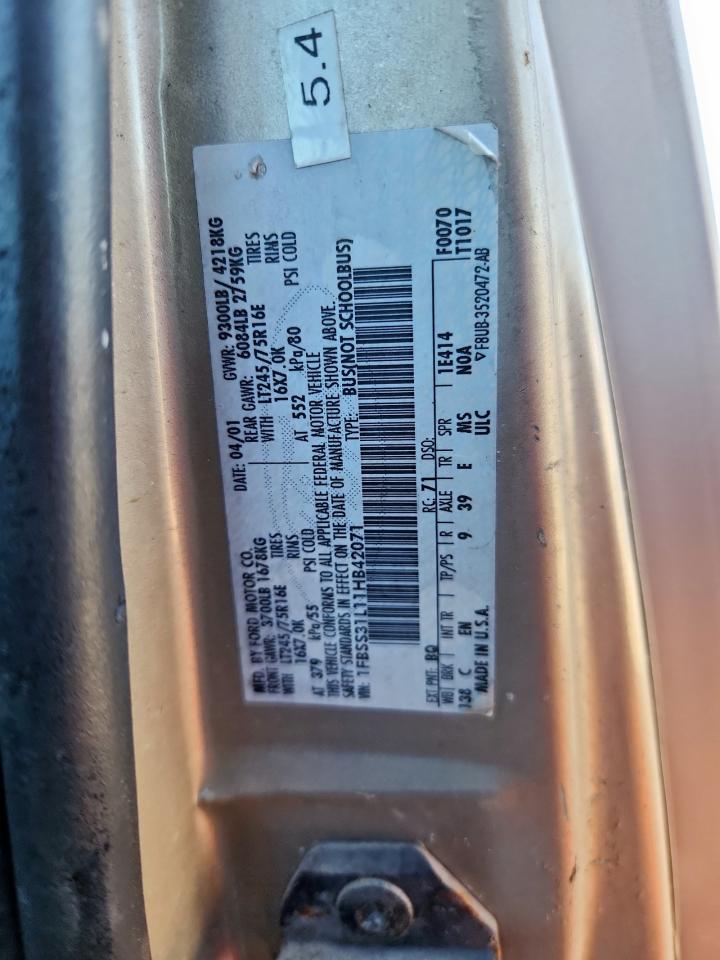 5.4
MFD. BY FORD MOTOR CO. DATE: 04/01 GVWR: 9300LB/ 4218KG
FRONT GAWR: 3700LB 1678KG REAR GAWR: 6084LB 2759KG
WITH LT245/75R16E TIRES WITH LT245/75R16E TIRES
16X7.0K RIMS 16X7.0K RIMS
AT 379 kPa/55 PSI COLD AT 552 kPa/80 PSI COLD
THIS VEHICLE CONFORMS TO ALL APPLICABLE FEDERAL MOTOR VEHICLE
SAFETY STANDARDS IN EFFECT ON THE DATE OF MANUFACTURE SHOWN ABOVE.
VIN: 1FBSS31L11HB42071 TYPE: BUS(NOT SCHOOLBUS)
EXT PNT: BQ RC: 71 DSO: F0070
WB BRK INT TR TP/PS R AXLE TR SPR T1017
138 C EN 9 39 E MS 1E414 NOA
MADE IN U.S.A. ULC ▽F8UB-3520472-AB